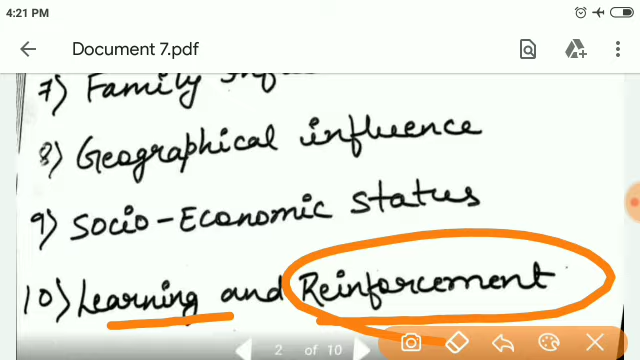 4:21 PM
Document 7.pdf
7) Family
8) Geographical influence
9) Socio-Economic status
10) Learning and Reinforcement
2 of 10